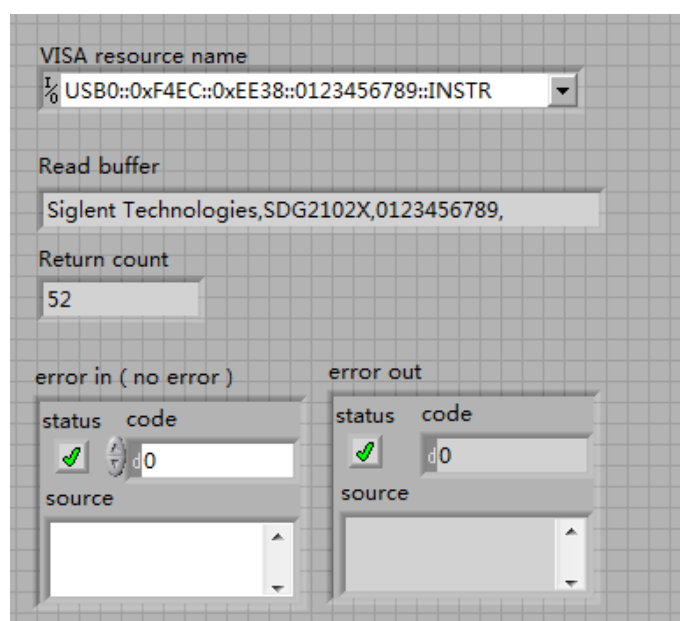 VISA resource name
I/O USB0::0xF4EC::0xEE38::0123456789::INSTR
Read buffer
Siglent Technologies,SDG2102X,0123456789,
Return count
52
error in ( no error )
error out
status code
status code
d 0
d 0
source
source